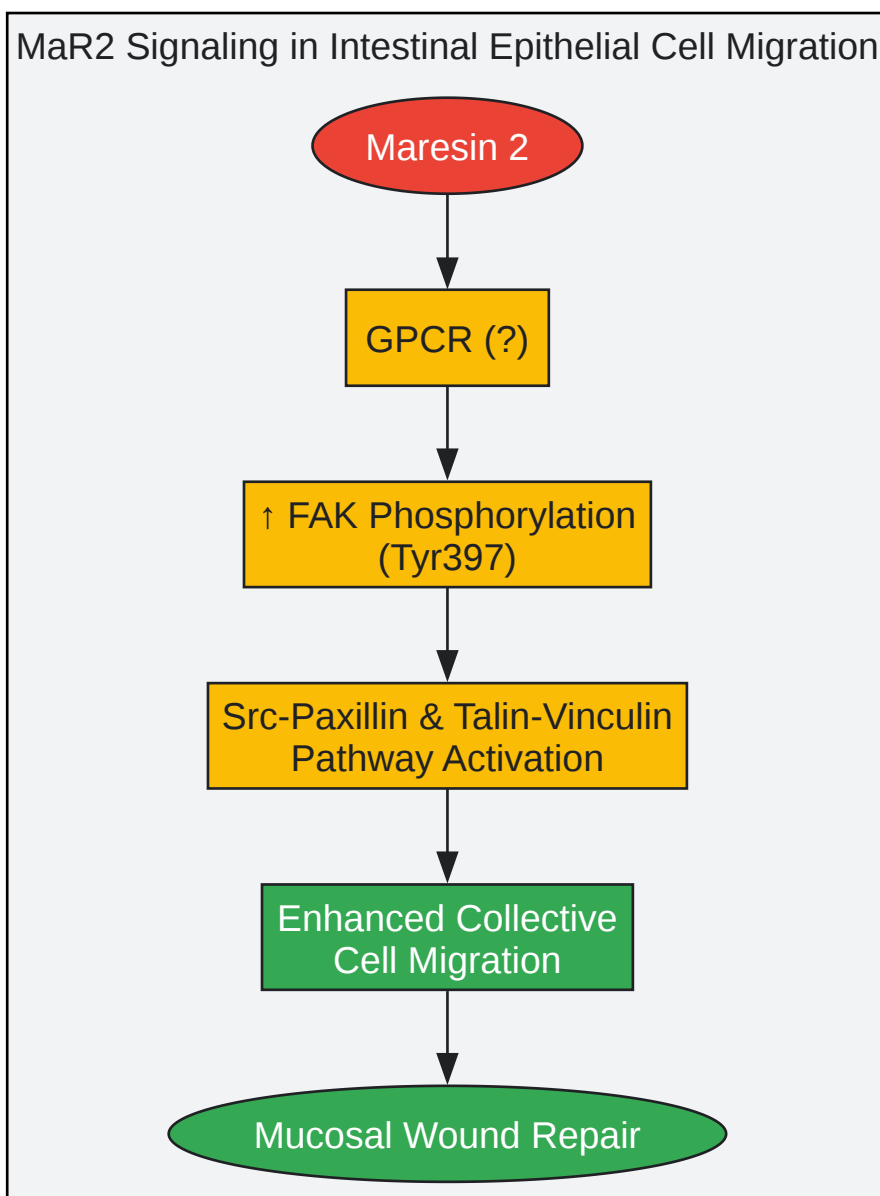 MaR2 Signaling in Intestinal Epithelial Cell Migration
Maresin 2
GPCR (?)
↑ FAK Phosphorylation
(Tyr397)
Src-Paxillin & Talin-Vinculin
Pathway Activation
Enhanced Collective
Cell Migration
Mucosal Wound Repair